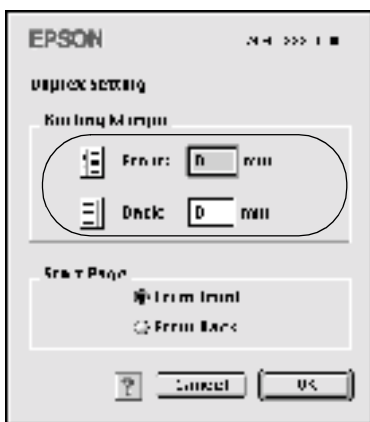 EPSON
Duplex Setting
Binding Margin
Front: 0 mm
Back: 0 mm
Start Page
From Front
From Back
? Cancel OK